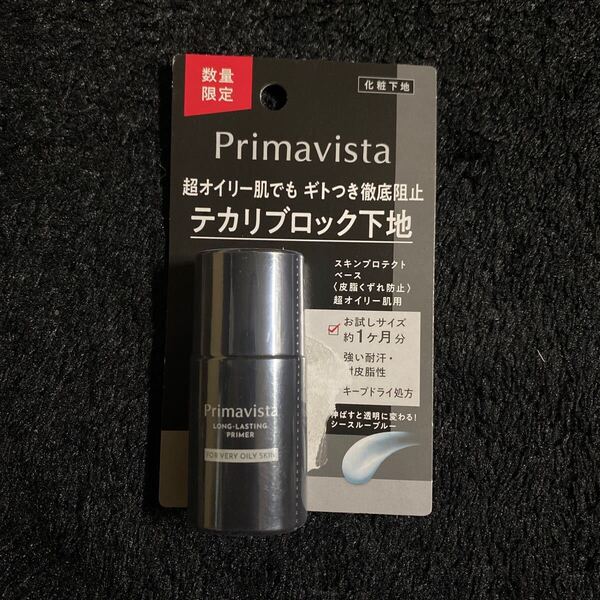 数量
限定
化粧下地
Primavista
超オイリー肌でも ギトつき徹底阻止
テカリブロック下地
スキンプロテクト
ベース
〈皮脂くずれ防止〉
超オイリー肌用
お試しサイズ
約1ヶ月分
強い耐汗・
皮脂性
キープドライ処方
伸ばすと透明に変わる!
シースルーブルー
Primavista
LONG-LASTING
PRIMER
FOR VERY OILY SKIN